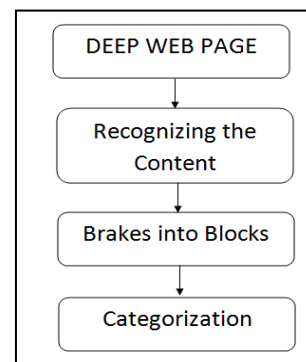 DEEP WEB PAGE
Recognizing the
Content
Brakes into Blocks
Categorization